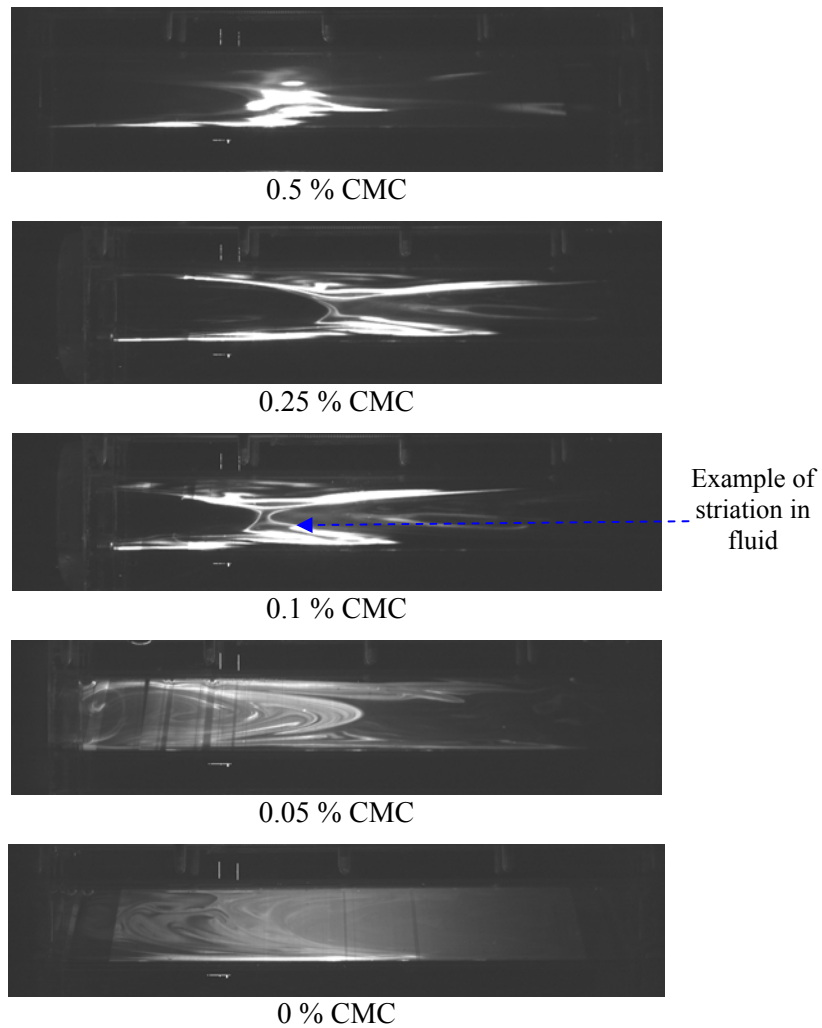 0.5 % CMC
0.25 % CMC
0.1 % CMC
Example of
striation in
fluid
0.05 % CMC
0 % CMC